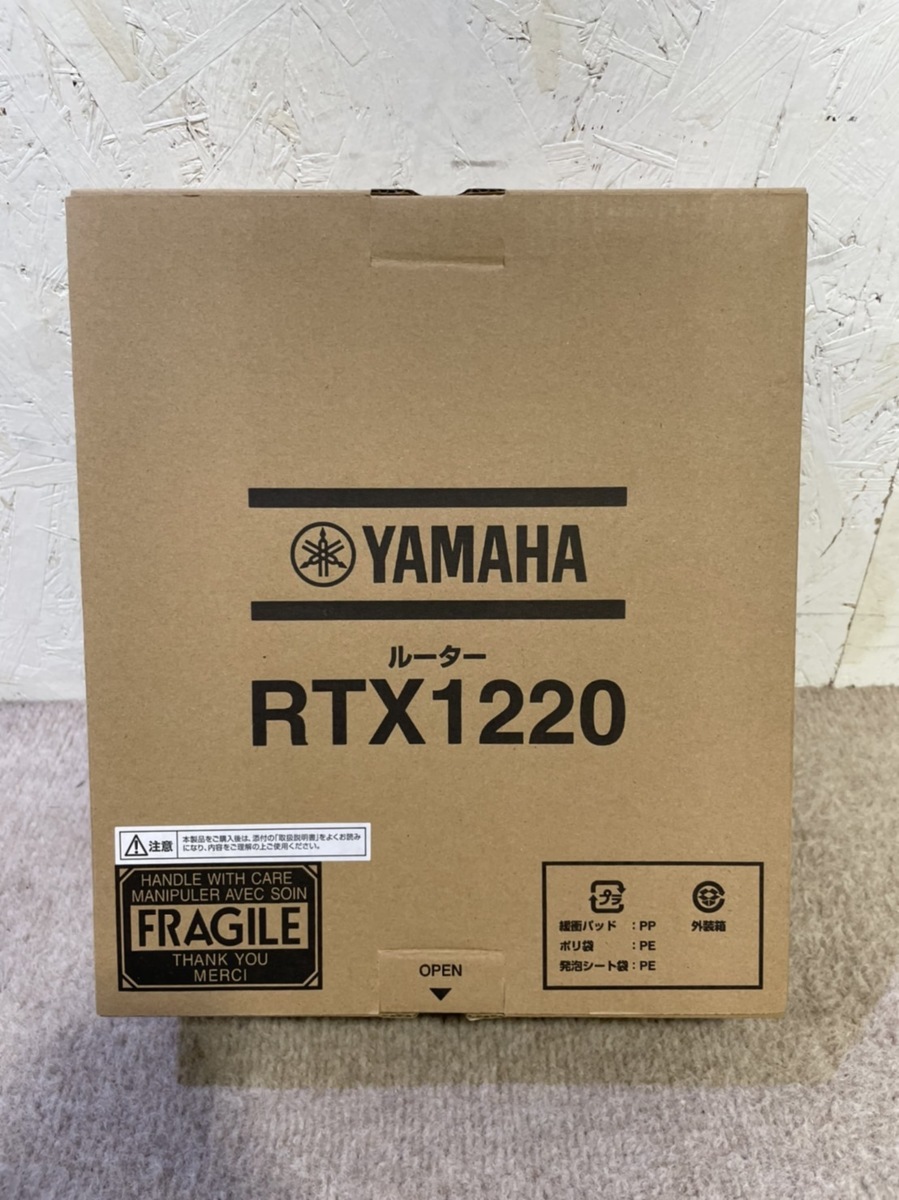 YAMAHA
ルーター
RTX1220
注意
本製品をご購入後は、添付の「取扱説明書」をよくお読み
になり、内容をご理解の上ご使用ください。
HANDLE WITH CARE
MANIPULER AVEC SOIN
FRAGILE
THANK YOU
MERCI
OPEN
プラ
緩衝パッド :PP
ポリ袋 :PE
発泡シート袋:PE
外装箱